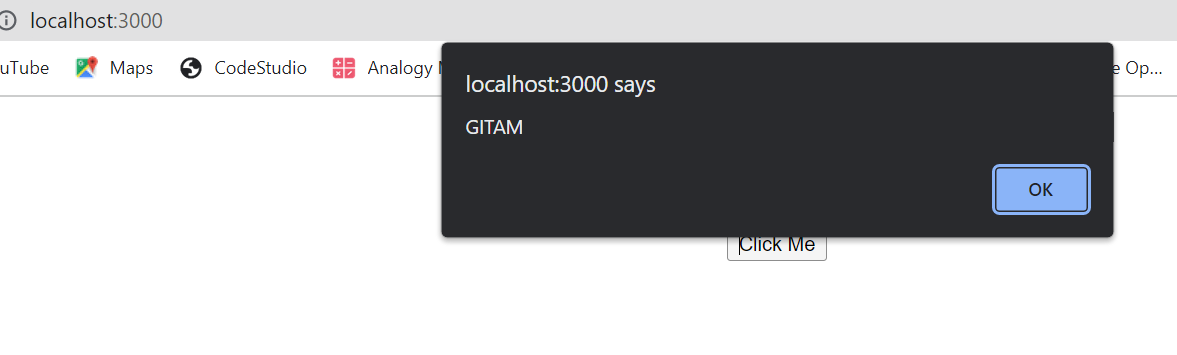 localhost:3000
uTube Maps CodeStudio Analogy e Op...
localhost:3000 says
GITAM
OK
Click Me